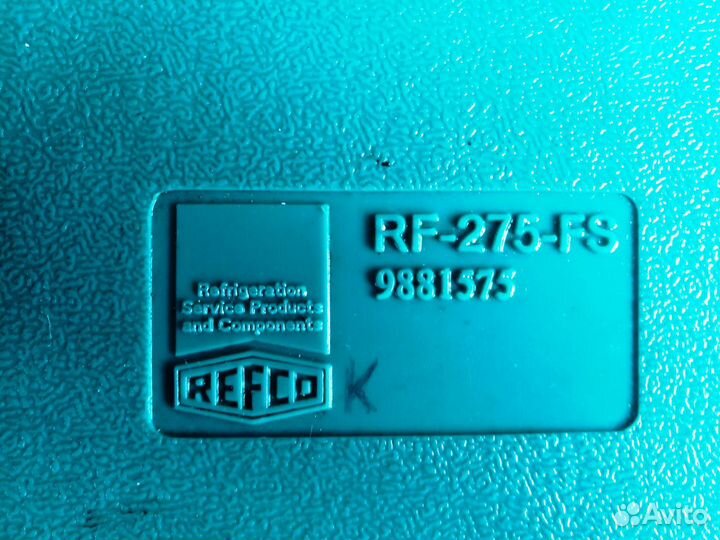 Refrigeration
Service Products
and Components
REFCO
K
RF-275-FS
9881575
Avito